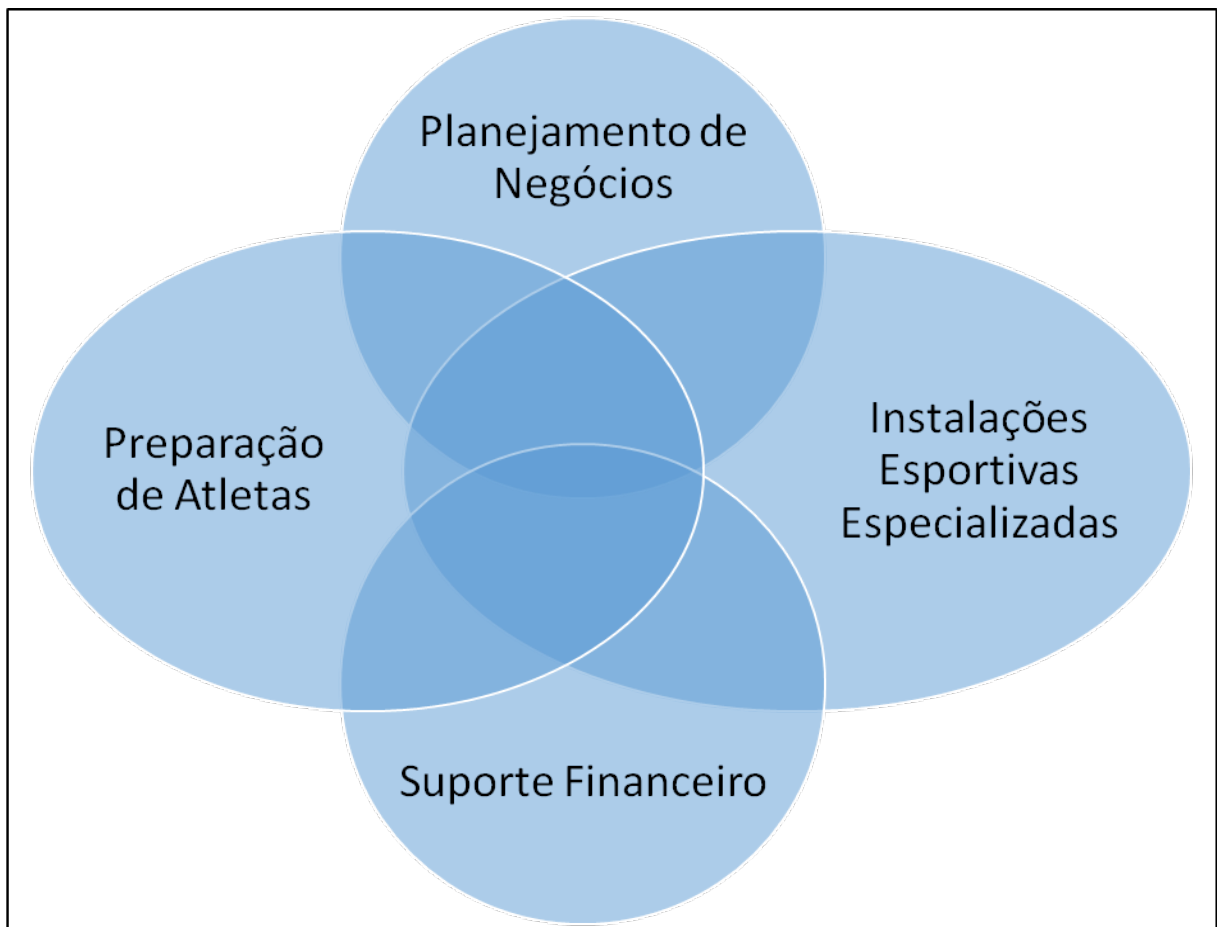 Planejamento de
Negócios
Preparação
de Atletas
Instalações
Esportivas
Especializadas
Suporte Financeiro